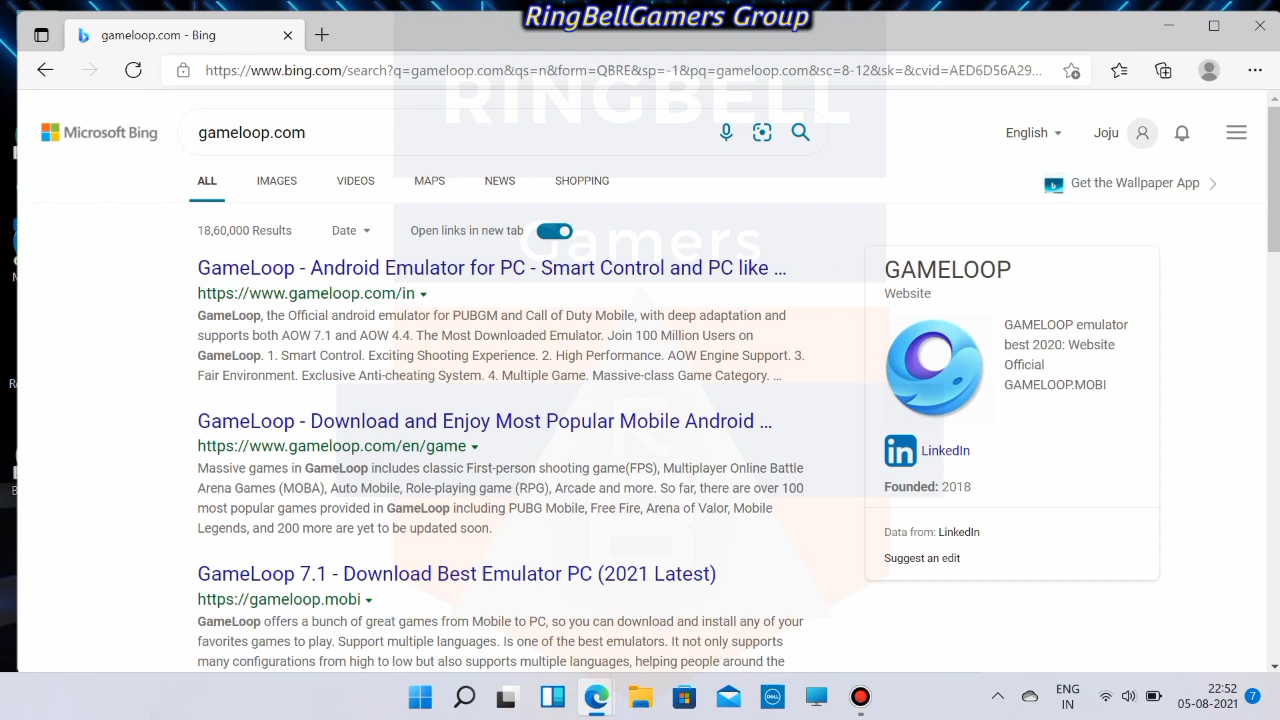 RingBellGamers Group
gameloop.com - Bing
https://www.bing.com/search?q=gameloop.com&qs=n&form=QBRE&sp=-1&pq=gameloop.com&sc=8-12&sk=&cvid=AED6D56A29...
RINGBELL
Microsoft Bing
gameloop.com
English
Joju
ALL
IMAGES
VIDEOS
MAPS
NEWS
SHOPPING
Get the Wallpaper App
18,60,000 Results
Date
Open links in new tab
Gamers
GameLoop - Android Emulator for PC - Smart Control and PC like ...
https://www.gameloop.com/in
GameLoop, the Official android emulator for PUBGM and Call of Duty Mobile, with deep adaptation and
supports both AOW 7.1 and AOW 4.4. The Most Downloaded Emulator. Join 100 Million Users on
GameLoop. 1. Smart Control. Exciting Shooting Experience. 2. High Performance. AOW Engine Support. 3.
Fair Environment. Exclusive Anti-cheating System. 4. Multiple Game. Massive-class Game Category. ...
GameLoop - Download and Enjoy Most Popular Mobile Android ...
https://www.gameloop.com/en/game
Massive games in GameLoop includes classic First-person shooting game(FPS), Multiplayer Online Battle
Arena Games (MOBA), Auto Mobile, Role-playing game (RPG), Arcade and more. So far, there are over 100
most popular games provided in GameLoop including PUBG Mobile, Free Fire, Arena of Valor, Mobile
Legends, and 200 more are yet to be updated soon.
GameLoop 7.1 - Download Best Emulator PC (2021 Latest)
https://gameloop.mobi
GameLoop offers a bunch of great games from Mobile to PC, so you can download and install any of your
favorites games to play. Support multiple languages. Is one of the best emulators. It not only supports
many configurations from high to low but also supports multiple languages, helping people around the
GAMELOOP
Website
GAMELOOP emulator
best 2020: Website
Official
GAMELOOP.MOBI
in LinkedIn
Founded: 2018
Data from: LinkedIn
Suggest an edit
R
B
DELL
ENG
IN
22:52
05-08-2021
7